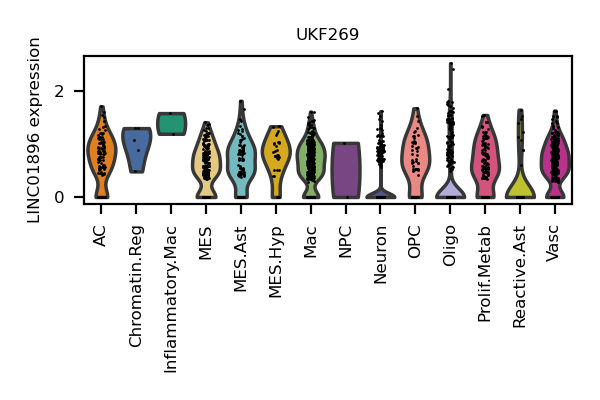 UKF269
LINC01896 expression
2
0
AC
Chromatin.Reg
Inflammatory.Mac
MES
MES.Ast
MES.Hyp
Mac
NPC
Neuron
OPC
Oligo
Prolif.Metab
Reactive.Ast
Vasc